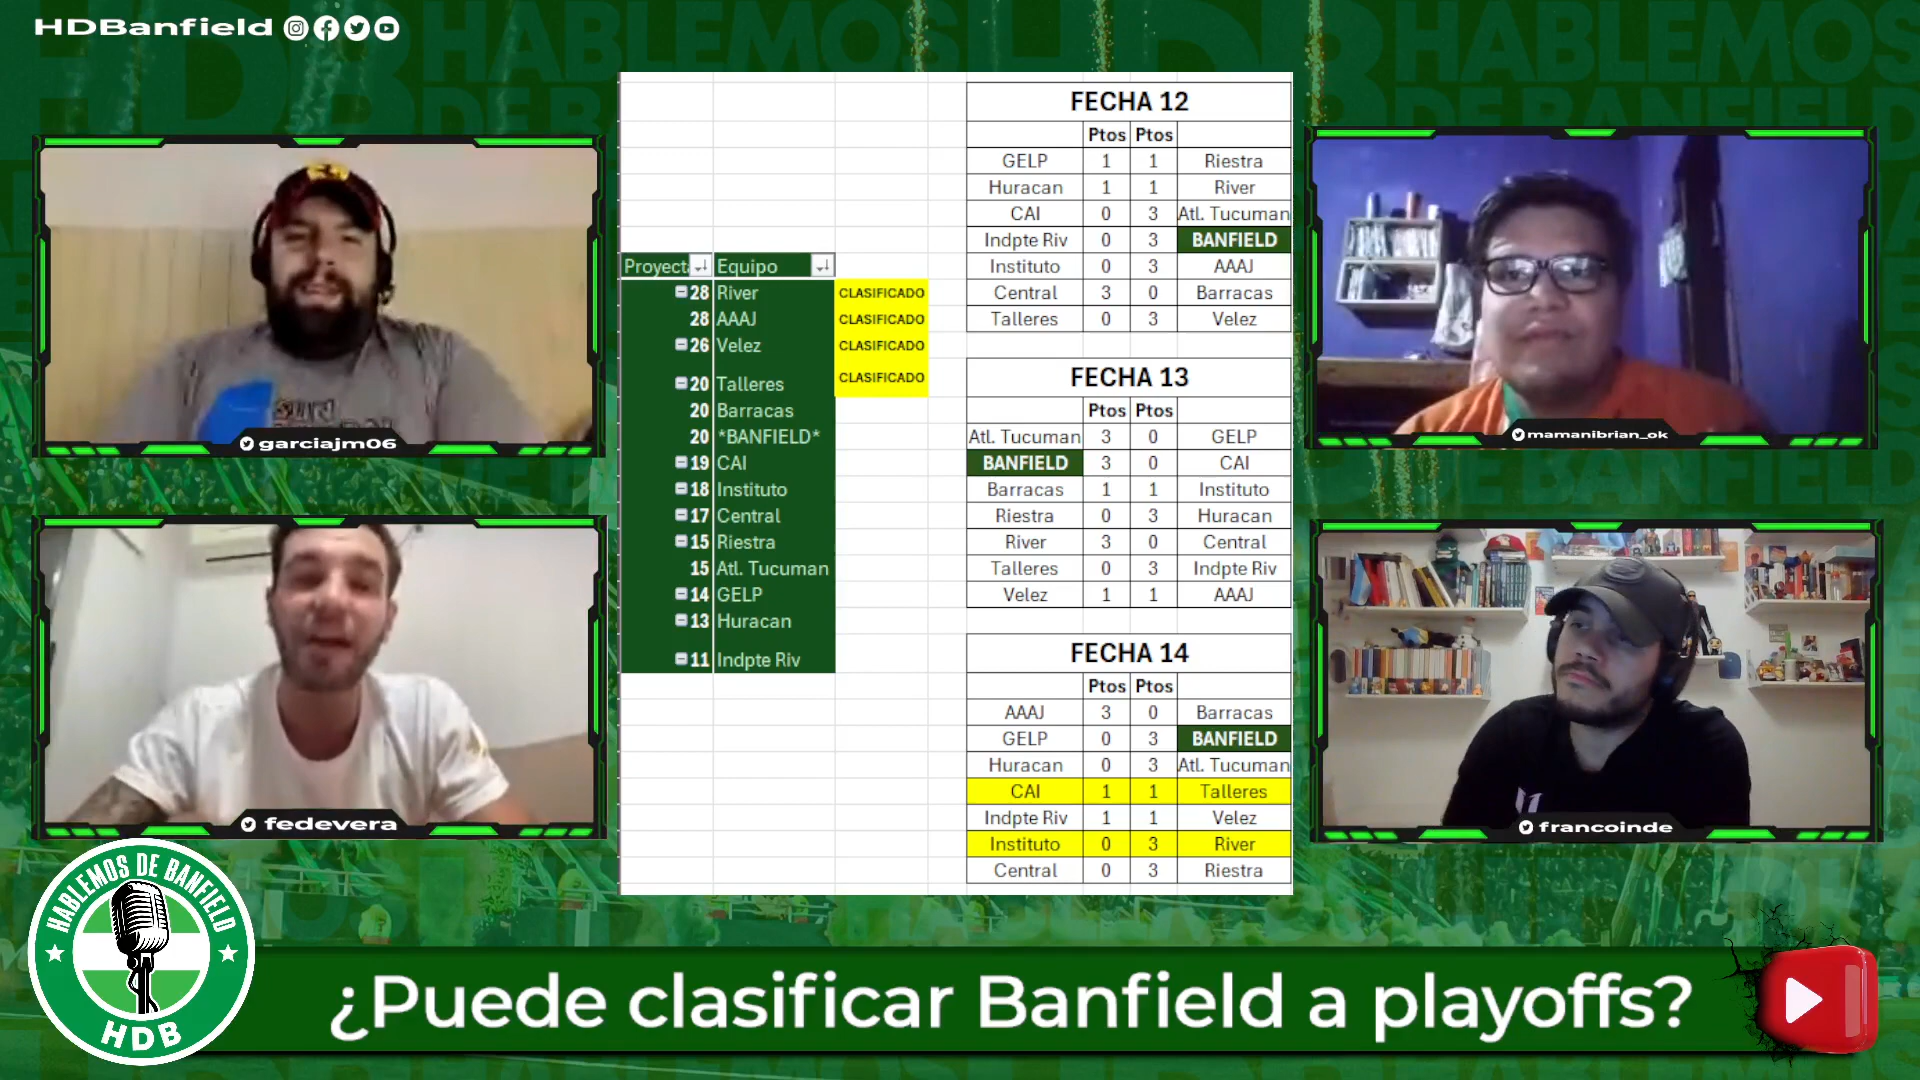 HDBanfield
garciajm06
fedevera
mamanibrian_ok
francoinde
Proyect Equipo
28 River CLASIFICADO
28 AAAJ CLASIFICADO
26 Velez CLASIFICADO
20 Talleres CLASIFICADO
20 Barracas
20 *BANFIELD*
19 CAI
18 Instituto
17 Central
15 Riestra
15 Atl. Tucuman
14 GELP
13 Huracan
11 Indpte Riv
FECHA 12
Ptos Ptos
GELP 1 1 Riestra
Huracan 1 1 River
CAI 0 3 Atl. Tucuman
Indpte Riv 0 3 BANFIELD
Instituto 0 3 AAAJ
Central 3 0 Barracas
Talleres 0 3 Velez
FECHA 13
Ptos Ptos
Atl. Tucuman 3 0 GELP
BANFIELD 3 0 CAI
Barracas 1 1 Instituto
Riestra 0 3 Huracan
River 3 0 Central
Talleres 0 3 Indpte Riv
Velez 1 1 AAAJ
FECHA 14
Ptos Ptos
AAAJ 3 0 Barracas
GELP 0 3 BANFIELD
Huracan 0 3 Atl. Tucuman
CAI 1 1 Talleres
Indpte Riv 1 1 Velez
Instituto 0 3 River
Central 0 3 Riestra
HABLEMOS DE BANFIELD
HDB
¿Puede clasificar Banfield a playoffs?